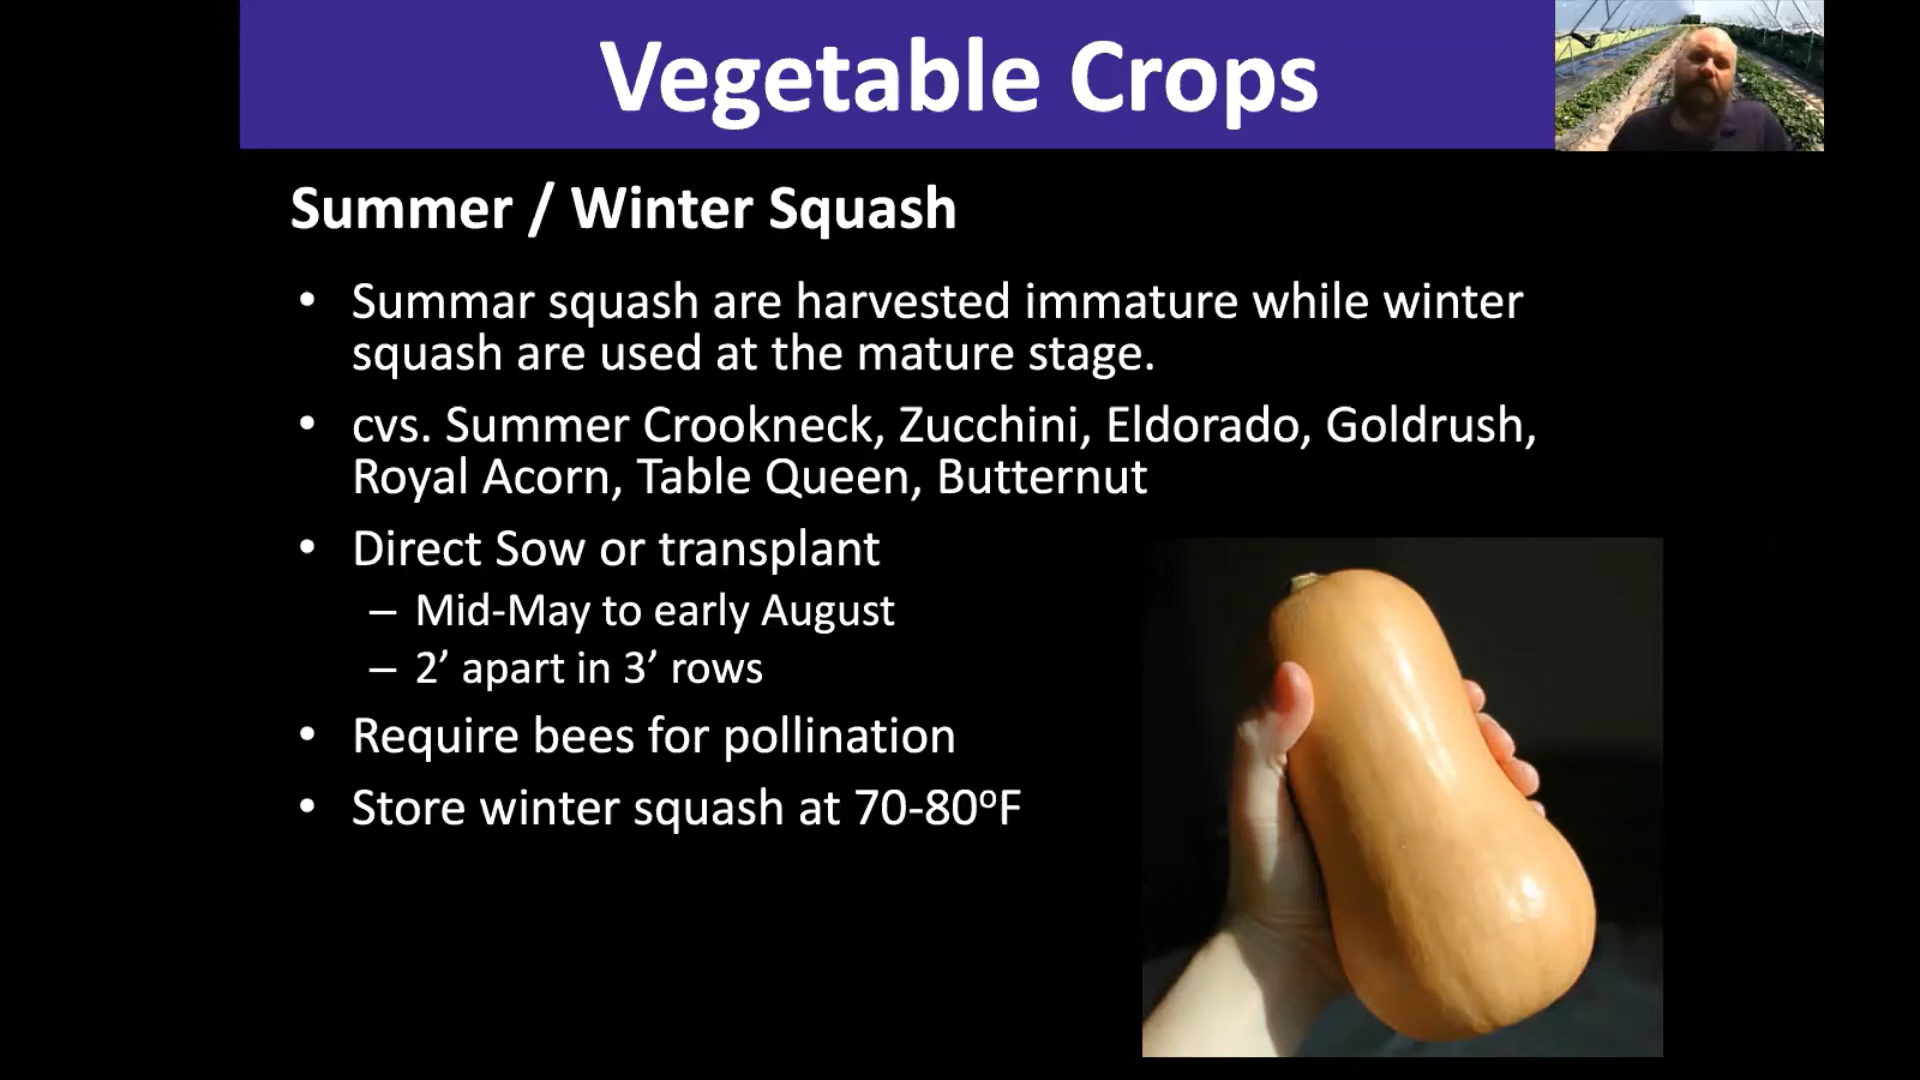 Vegetable Crops
Summer / Winter Squash
• Summar squash are harvested immature while winter
squash are used at the mature stage.
• cvs. Summer Crookneck, Zucchini, Eldorado, Goldrush,
Royal Acorn, Table Queen, Butternut
• Direct Sow or transplant
– Mid-May to early August
– 2’ apart in 3’ rows
• Require bees for pollination
• Store winter squash at 70-80ºF